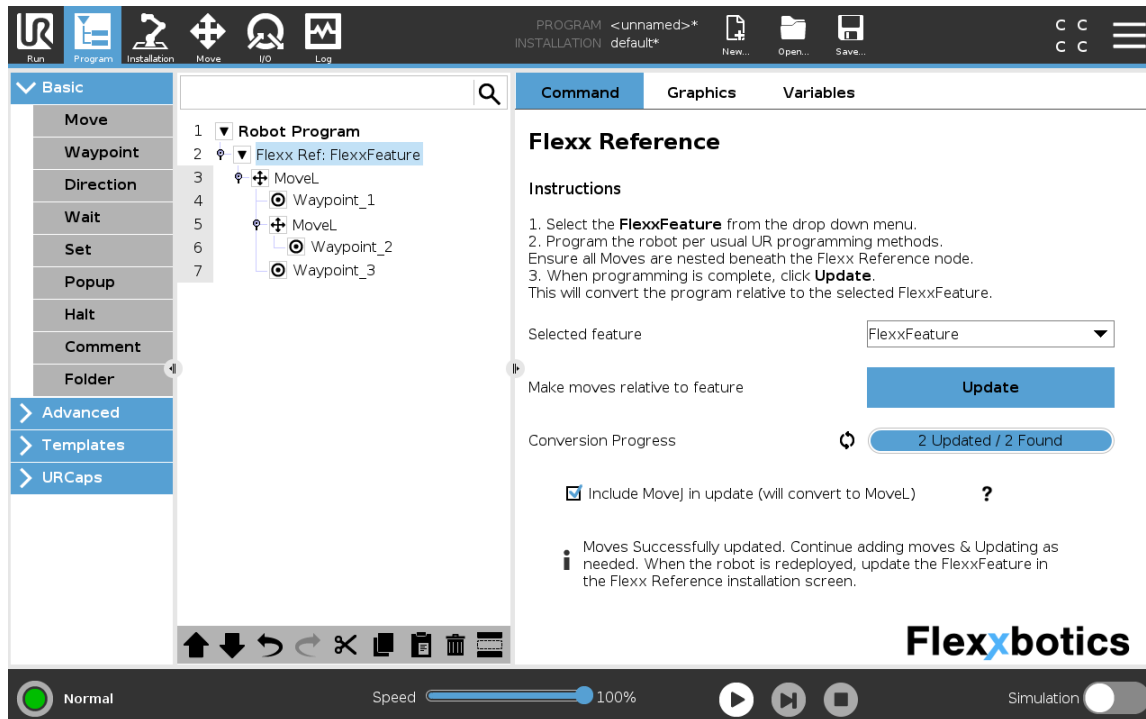 PROGRAM <unnamed>*
INSTALLATION default*
Run Program Installation Move I/O Log New... Open... Save...
C C
C C
Basic
Move
Waypoint
Direction
Wait
Set
Popup
Halt
Comment
Folder
Advanced
Templates
URCaps
1 Robot Program
2 Flexx Ref: FlexxFeature
3 MoveL
4 Waypoint_1
5 MoveL
6 Waypoint_2
7 Waypoint_3
Command Graphics Variables
Flexx Reference
Instructions
1. Select the FlexxFeature from the drop down menu.
2. Program the robot per usual UR programming methods.
Ensure all Moves are nested beneath the Flexx Reference node.
3. When programming is complete, click Update.
This will convert the program relative to the selected FlexxFeature.
Selected feature FlexxFeature
Make moves relative to feature Update
Conversion Progress 2 Updated / 2 Found
Include MoveJ in update (will convert to MoveL) ?
Moves Successfully updated. Continue adding moves & Updating as
needed. When the robot is redeployed, update the FlexxFeature in
the Flexx Reference installation screen.
Flexxbotics
Normal Speed 100% Simulation